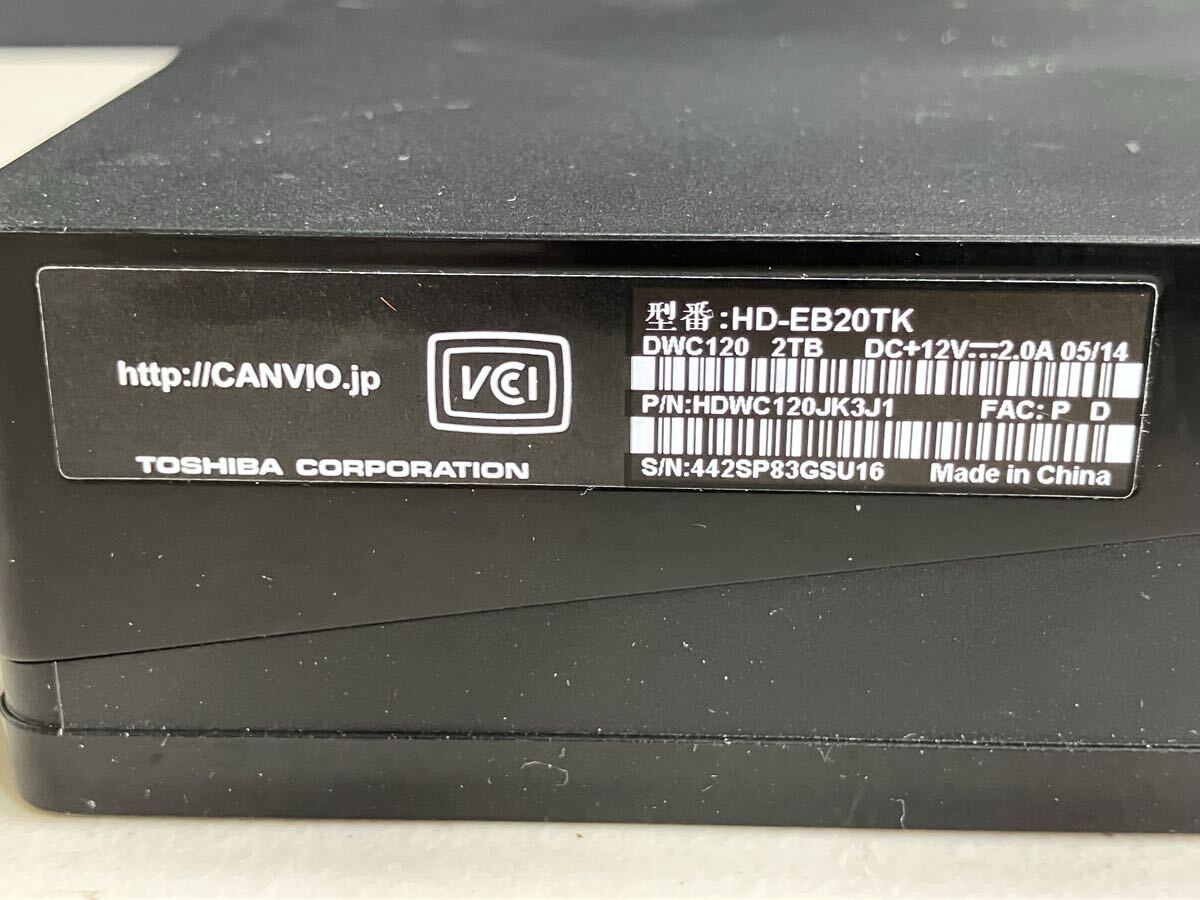 http://CANVIO.jp
VCCI
TOSHIBA CORPORATION
型番:HD-EB20TK
DWC120 2TB DC+12V⎓2.0A 05/14
P/N:HDWC120JK3J1 FAC: P D
S/N:442SP83GSU16 Made in China